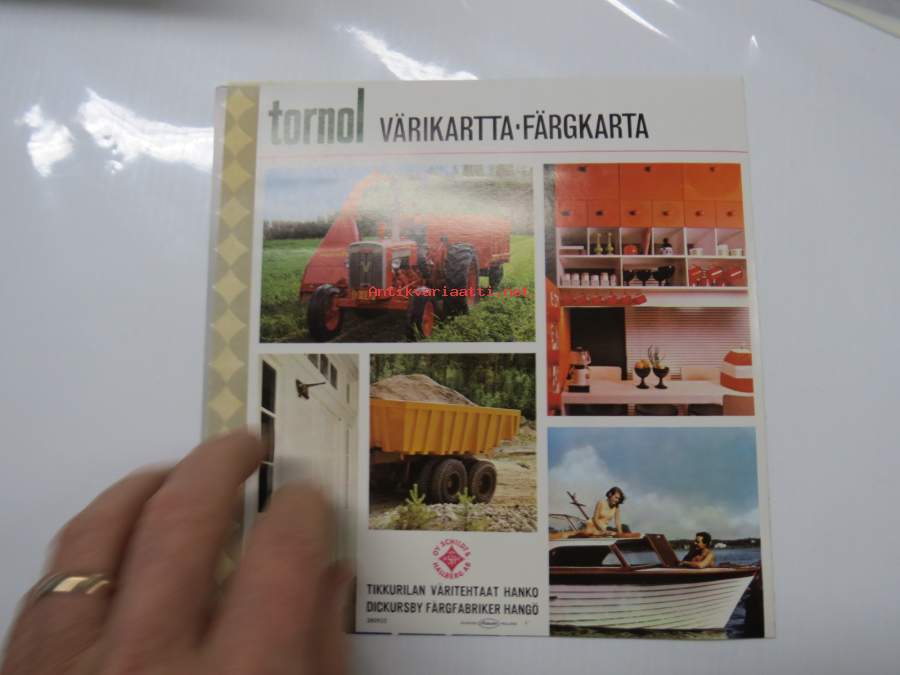 tornol VÄRIKARTTA·FÄRGKARTA
Antikvariaatti.net
OY SCHILDT &
HALLBERG AB
TIKKURILAN VÄRITEHTAAT HANKO
DICKURSBY FÄRGFABRIKER HANGÖ